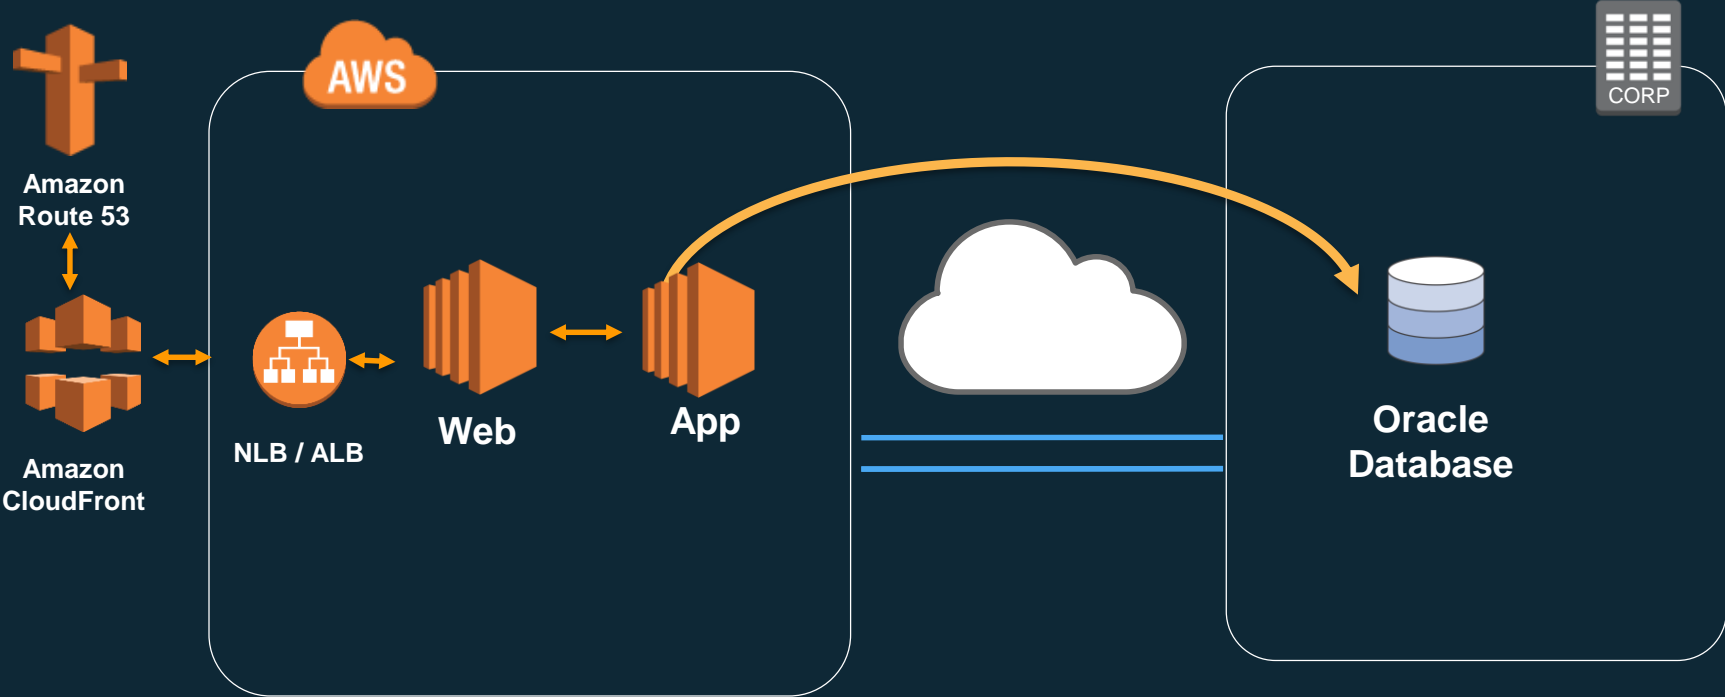 AWS
CORP
Amazon
Route 53
Amazon
CloudFront
NLB / ALB
Web
App
Oracle
Database